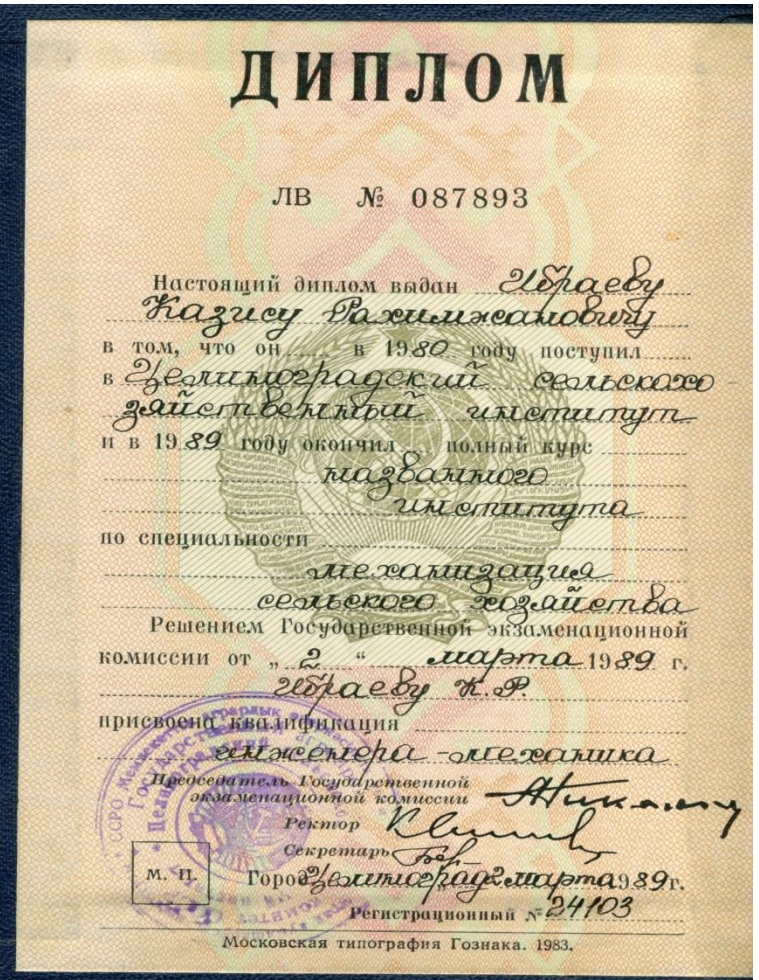 ДИПЛОМ
ЛВ № 087893
Настоящий диплом выдан Ибраеву
Казису Рахимжановичу
в том, что он в 1980 году поступил
в Целиноградский сельскохо-
зяйственный институт
и в 1989 году окончил полный курс
названного
института
по специальности
механизация
сельского хозяйства
Решением Государственной экзаменационной
комиссии от „2“ марта 1989 г.
Ибраеву К. Р.
присвоена квалификация
инженера-механика
Председатель Государственной
экзаменационной комиссии
Ректор
Секретарь
М. П.
Город Целиноград 2 марта 1989 г.
Регистрационный № 24103
Московская типография Гознака. 1983.